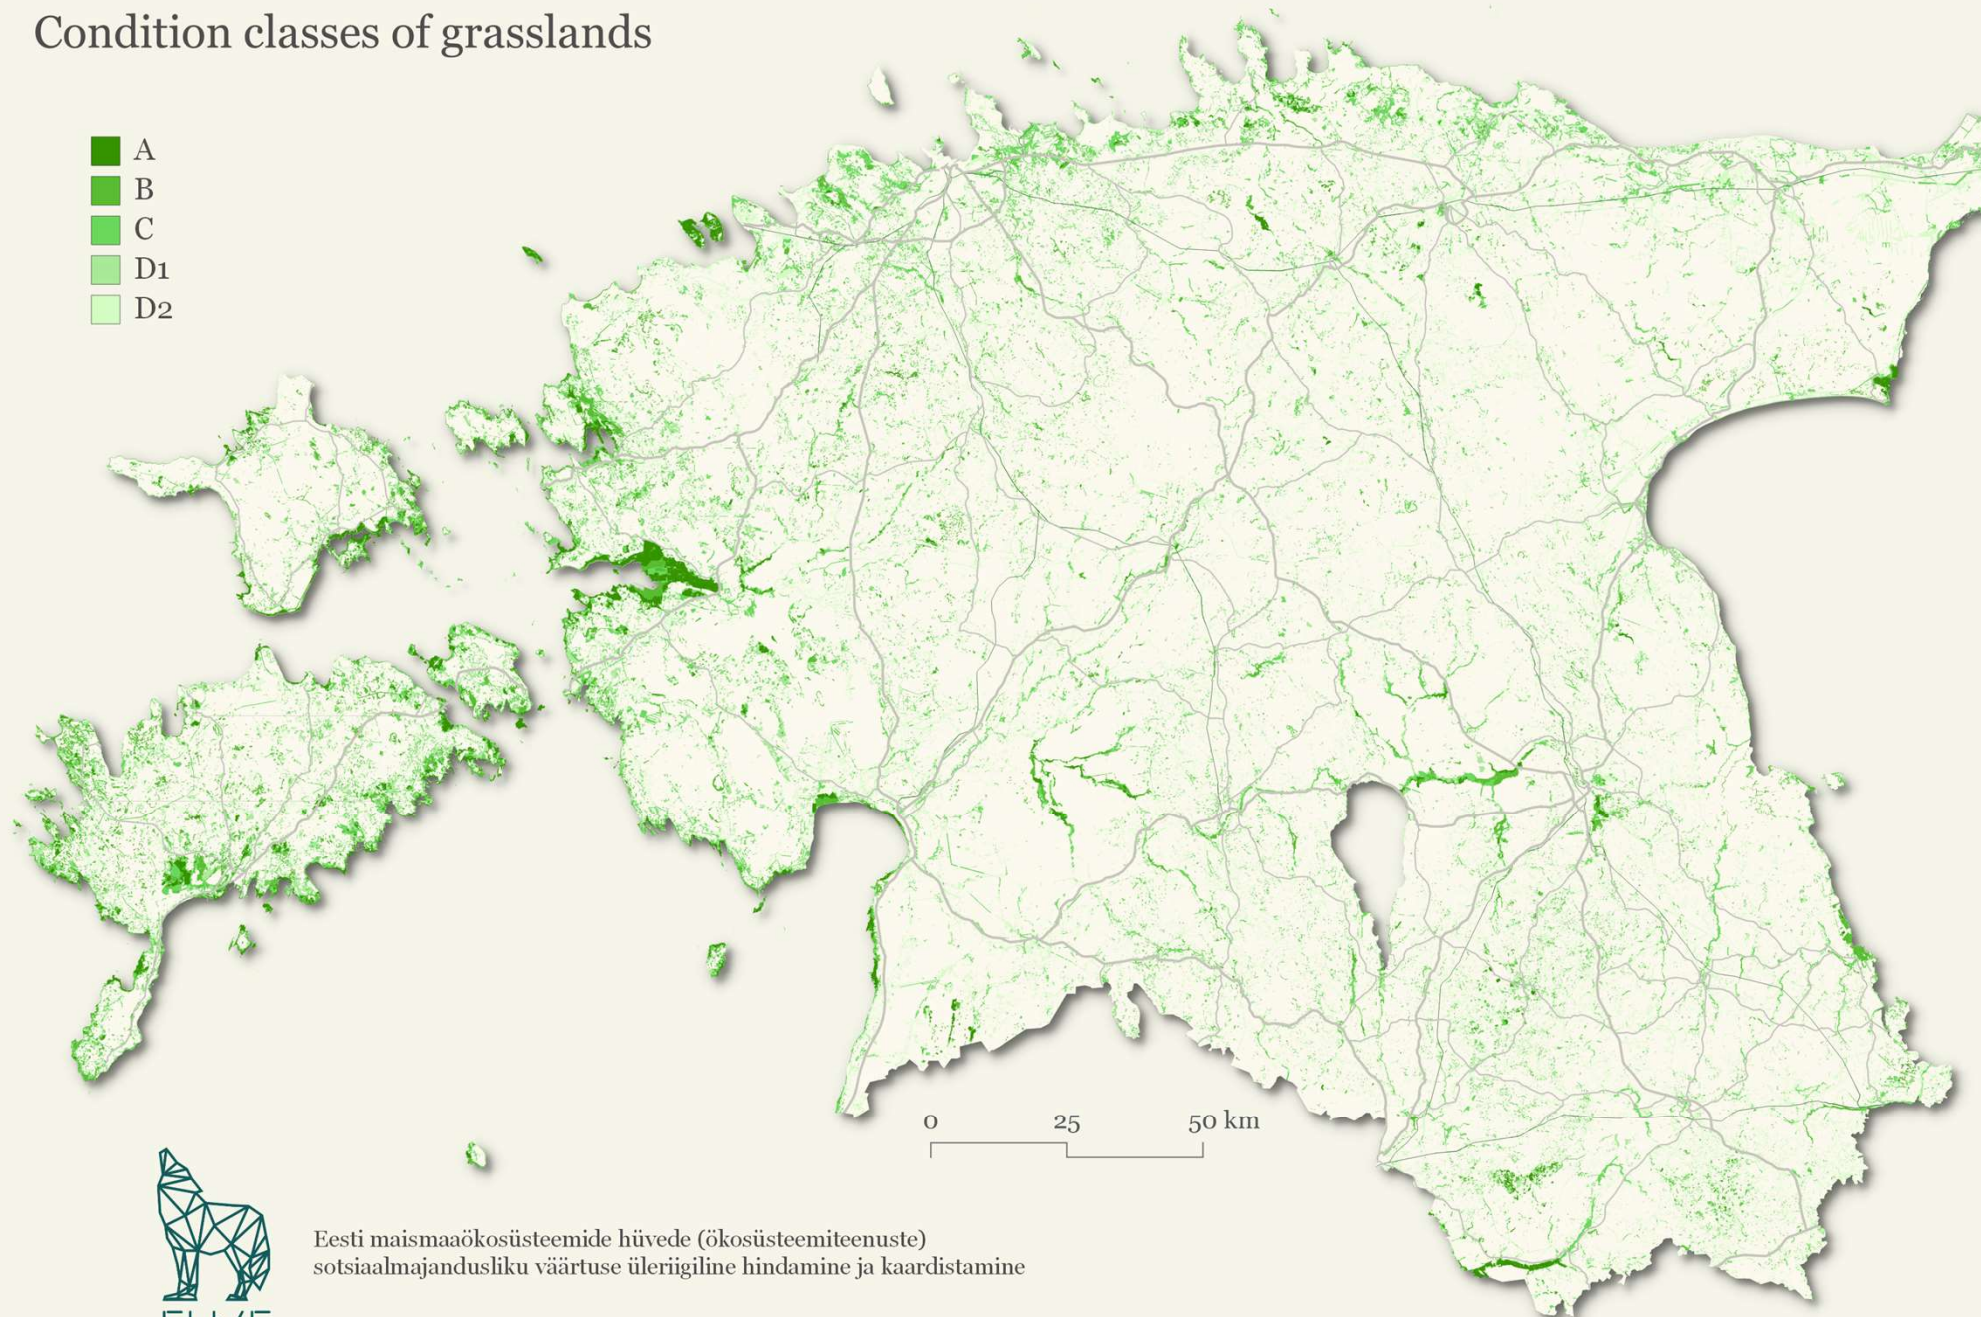 Condition classes of grasslands
A
B
C
D1
D2
0 25 50 km
Eesti maismaaökosüsteemide hüvede (ökosüsteemiteenuste)
sotsiaalmajandusliku väärtuse üleriigiline hindamine ja kaardistamine